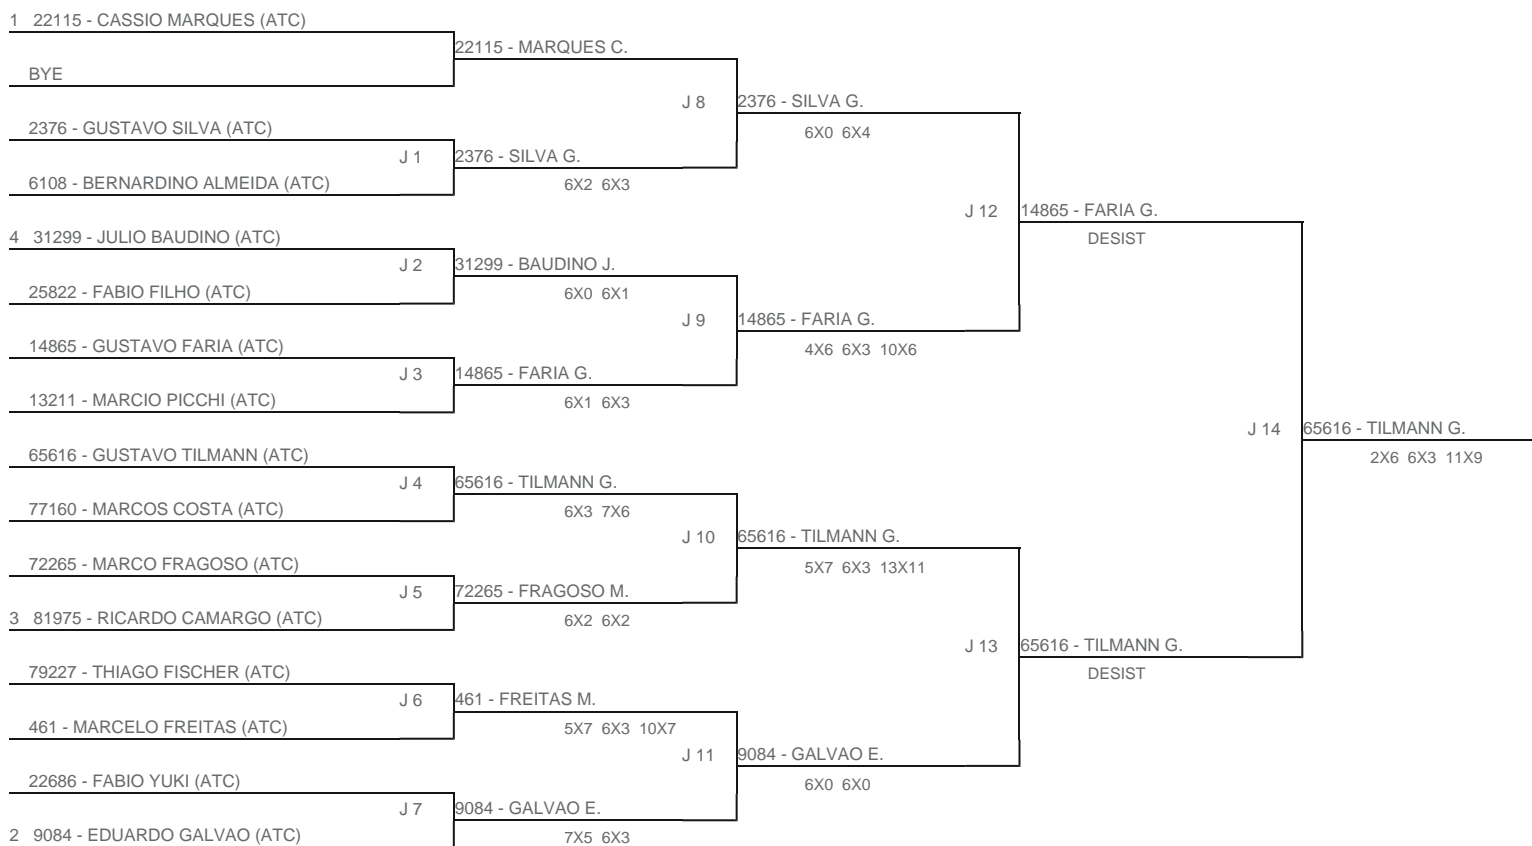 1 22115 - CASSIO MARQUES (ATC)
22115 - MARQUES C.
BYE
J 8
2376 - SILVA G.
2376 - GUSTAVO SILVA (ATC)
6X0 6X4
J 1
2376 - SILVA G.
6108 - BERNARDINO ALMEIDA (ATC)
6X2 6X3
J 12
14865 - FARIA G.
4 31299 - JULIO BAUDINO (ATC)
DESIST
J 2
31299 - BAUDINO J.
25822 - FABIO FILHO (ATC)
6X0 6X1
J 9
14865 - FARIA G.
14865 - GUSTAVO FARIA (ATC)
4X6 6X3 10X6
J 3
14865 - FARIA G.
13211 - MARCIO PICCHI (ATC)
6X1 6X3
J 14
65616 - TILMANN G.
65616 - GUSTAVO TILMANN (ATC)
2X6 6X3 11X9
J 4
65616 - TILMANN G.
77160 - MARCOS COSTA (ATC)
6X3 7X6
J 10
65616 - TILMANN G.
72265 - MARCO FRAGOSO (ATC)
5X7 6X3 13X11
J 5
72265 - FRAGOSO M.
3 81975 - RICARDO CAMARGO (ATC)
6X2 6X2
J 13
65616 - TILMANN G.
79227 - THIAGO FISCHER (ATC)
DESIST
J 6
461 - FREITAS M.
461 - MARCELO FREITAS (ATC)
5X7 6X3 10X7
J 11
9084 - GALVAO E.
22686 - FABIO YUKI (ATC)
6X0 6X0
J 7
9084 - GALVAO E.
2 9084 - EDUARDO GALVAO (ATC)
7X5 6X3